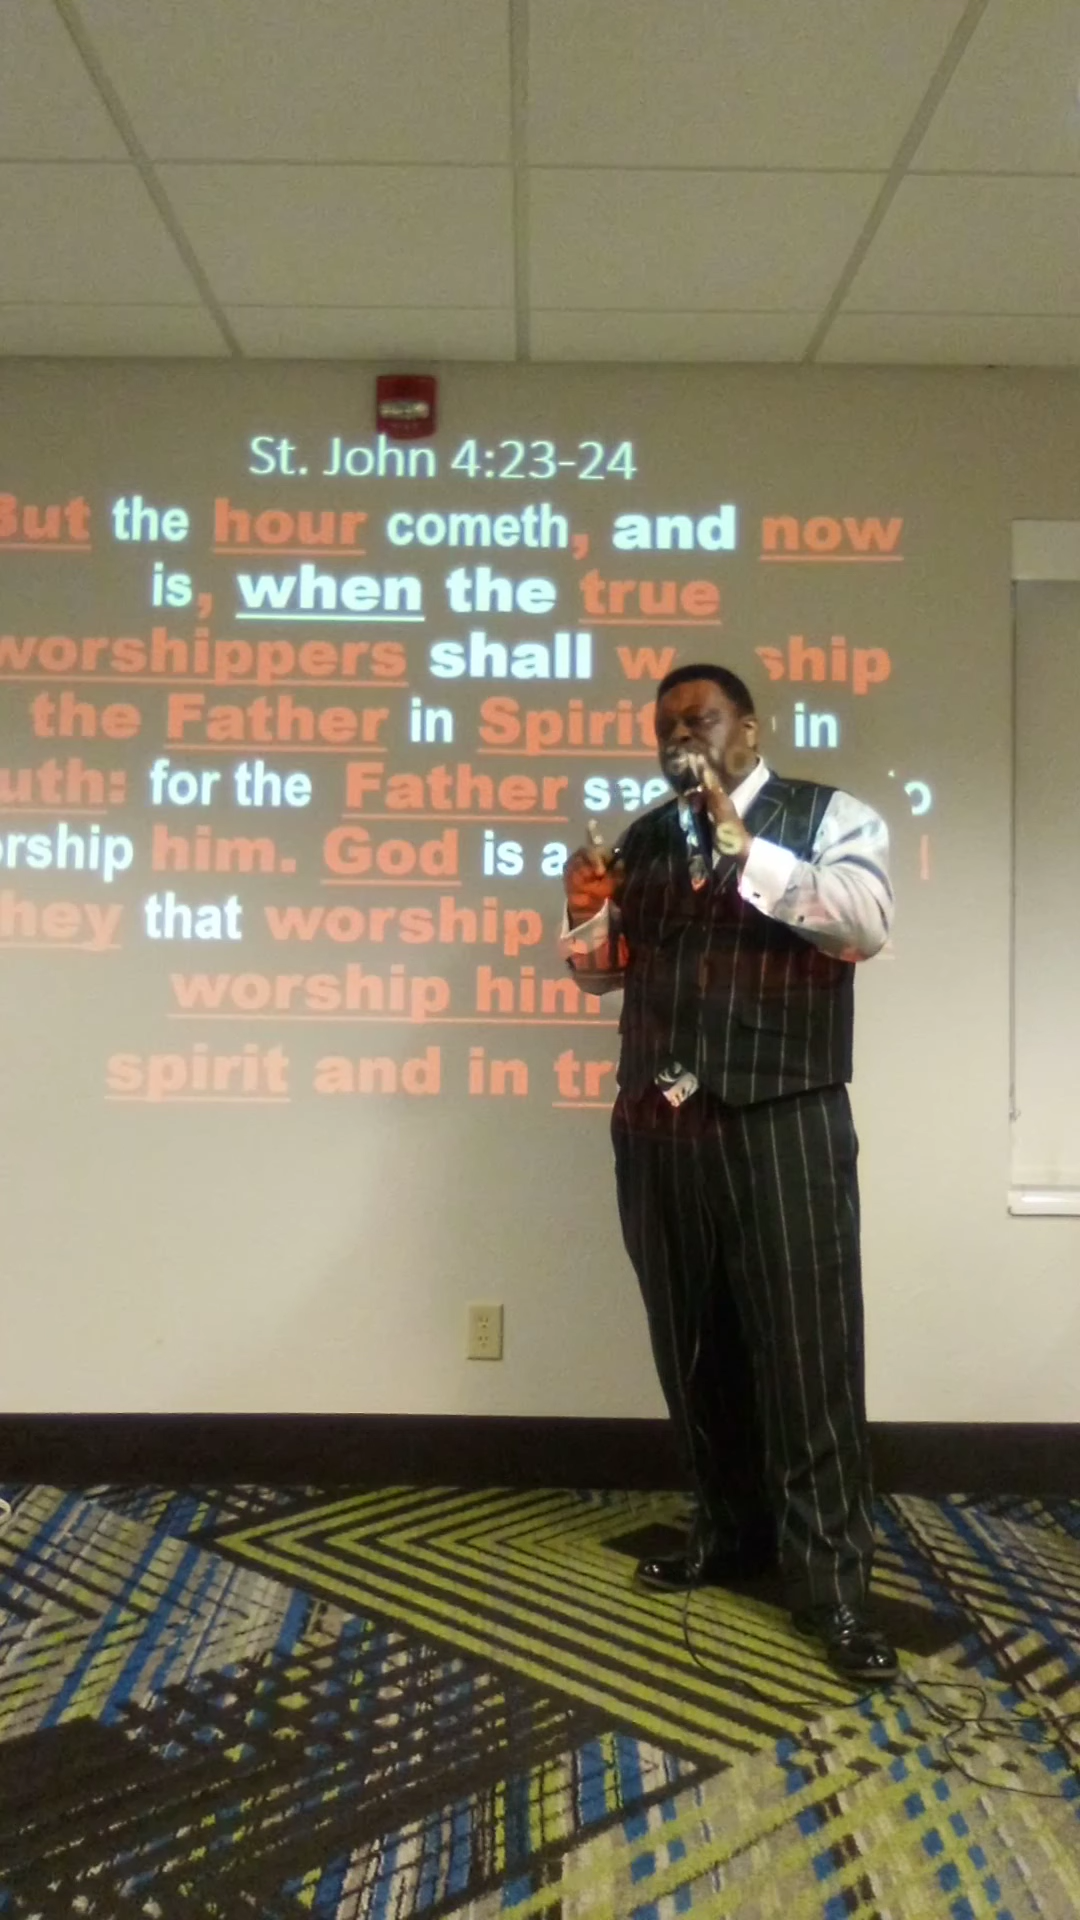 St. John 4:23-24
But the hour cometh, and now
is, when the true
worshippers shall w ship
the Father in Spirit in
uth: for the Father see o
orship him. God is a
hey that worship
worship him
spirit and in tr